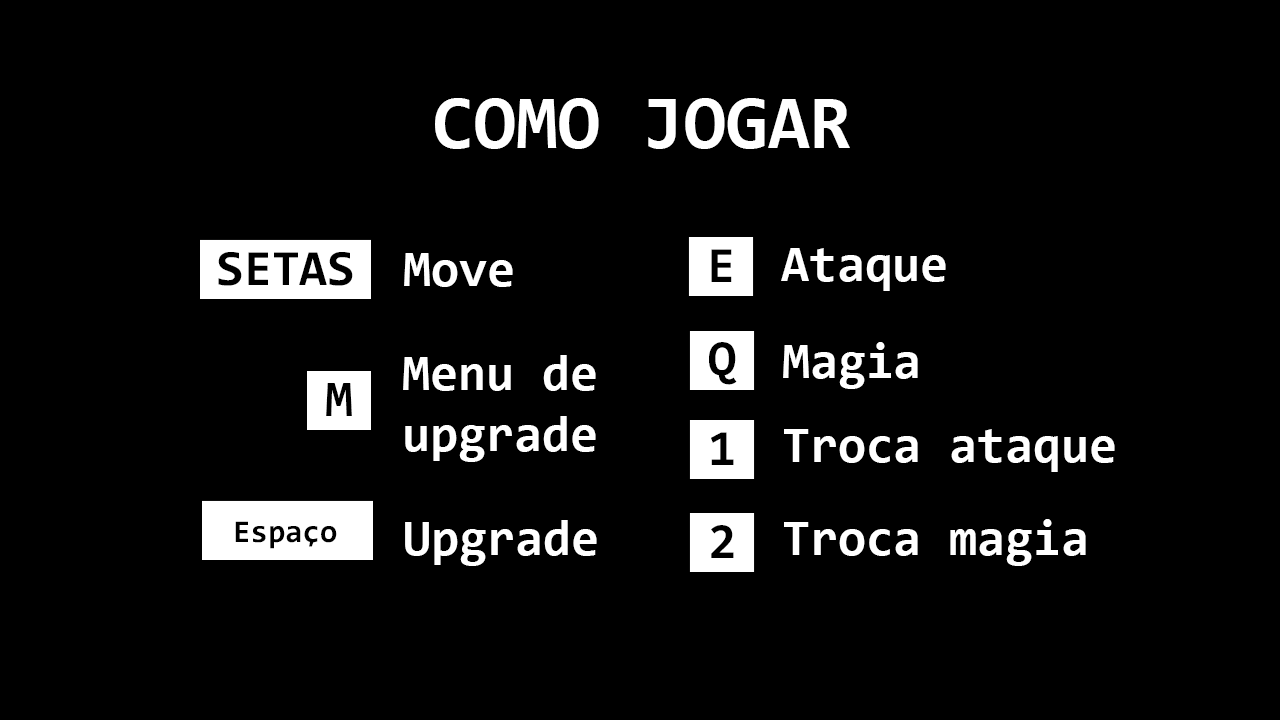 COMO JOGAR
SETAS Move
M Menu de
upgrade
Espaço Upgrade
E Ataque
Q Magia
1 Troca ataque
2 Troca magia